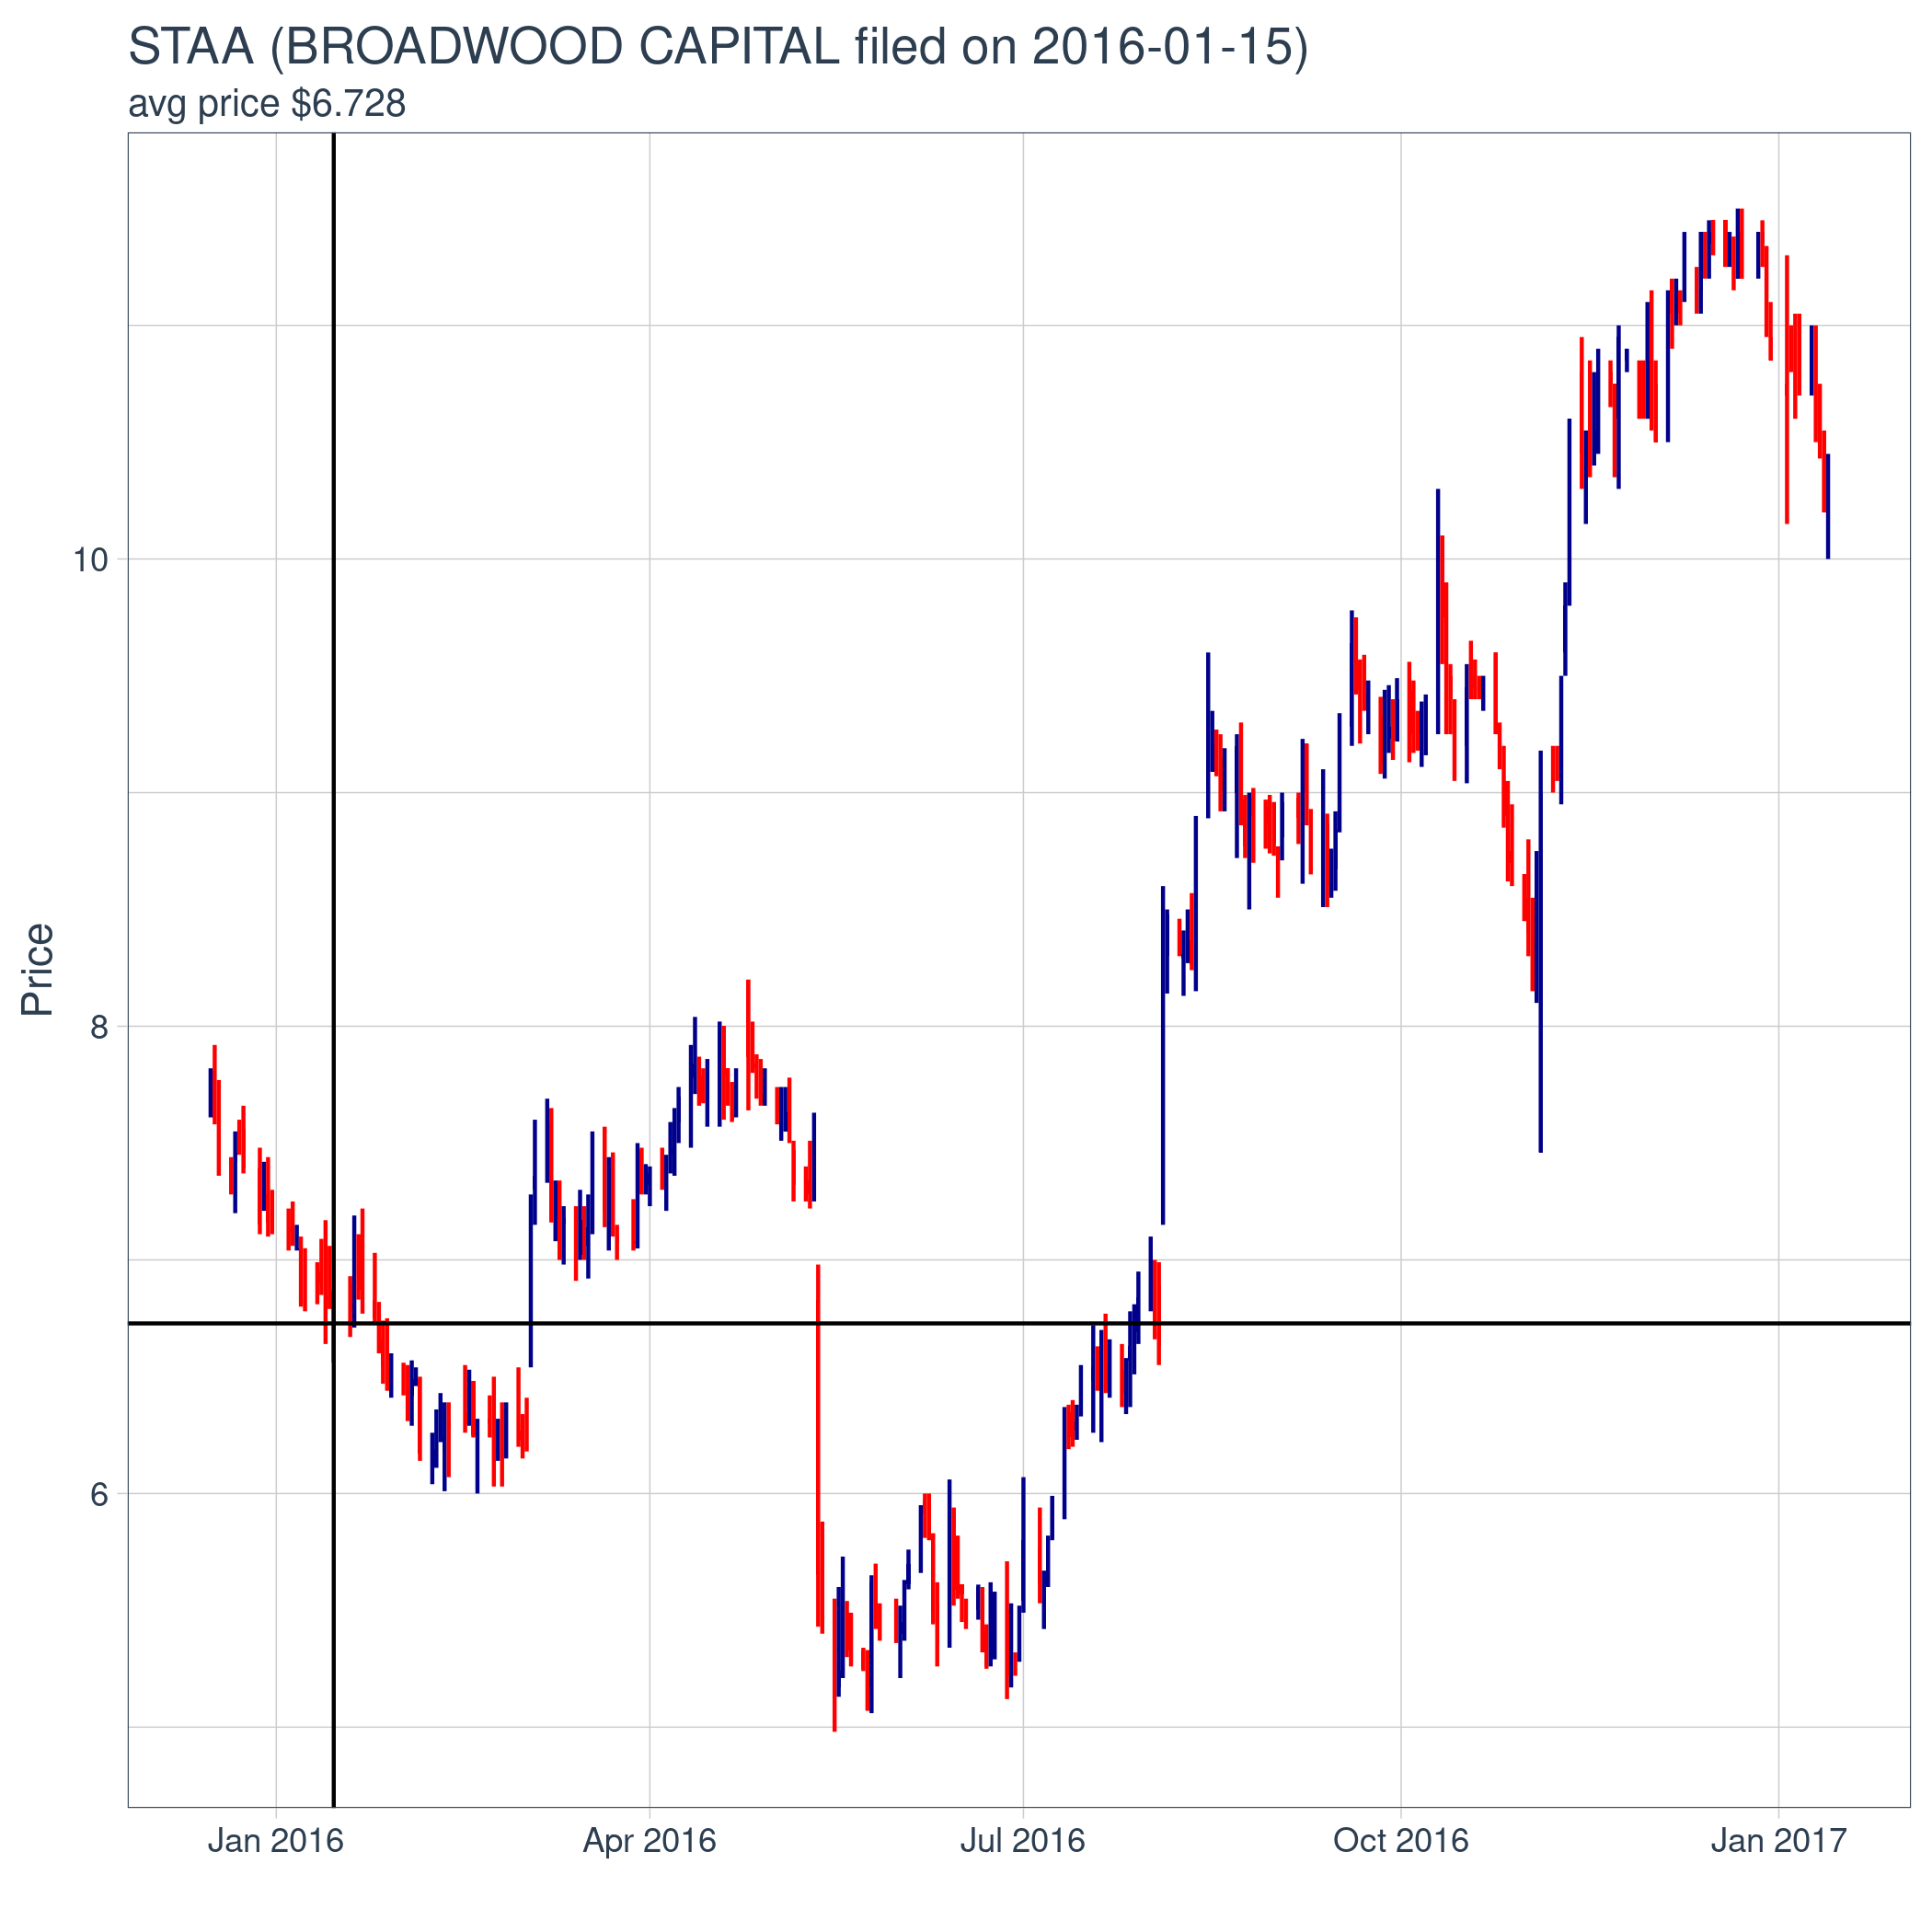 STAA (BROADWOOD CAPITAL filed on 2016-01-15)
avg price $6.728
10
8
6
Price
Jan 2016
Apr 2016
Jul 2016
Oct 2016
Jan 2017